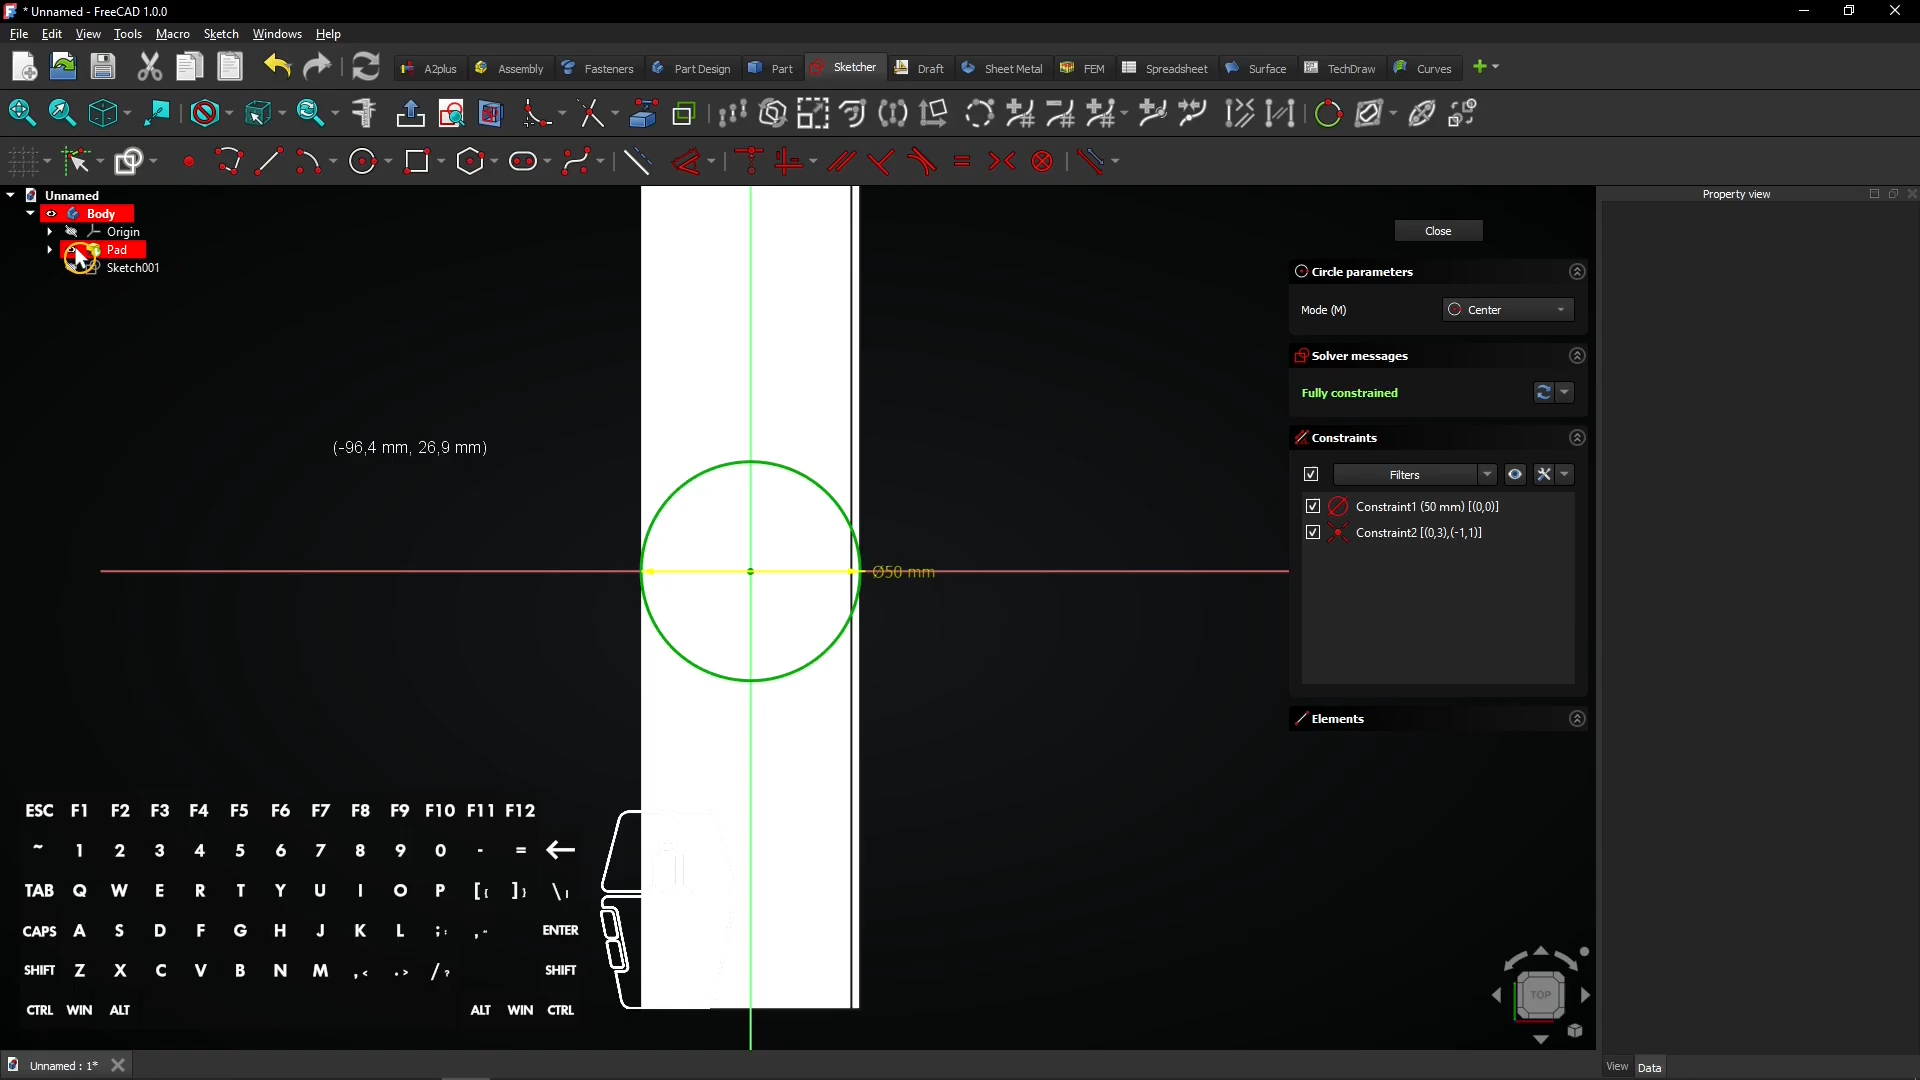 * Unnamed - FreeCAD 1.0.0
File Edit View Tools Macro Sketch Windows Help
A2plus Assembly Fasteners Part Design Part Sketcher Draft Sheet Metal FEM Spreadsheet Surface TechDraw Curves
Unnamed
Body
Origin
Pad
Sketch001
Property view
Close
Circle parameters
Mode (M) Center
Solver messages
Fully constrained
Constraints
Filters
Constraint1 (50 mm) [(0,0)]
Constraint2 [(0,3),(-1,1)]
Elements
(-96,4 mm, 26,9 mm)
Ø50 mm
ESC F1 F2 F3 F4 F5 F6 F7 F8 F9 F10 F11 F12
~ 1 2 3 4 5 6 7 8 9 0 - =
TAB Q W E R T Y U I O P [{ ]} \|
CAPS A S D F G H J K L ;: ,“ ENTER
SHIFT Z X C V B N M ,< .> /? SHIFT
CTRL WIN ALT ALT WIN CTRL
TOP
Unnamed : 1*
View Data